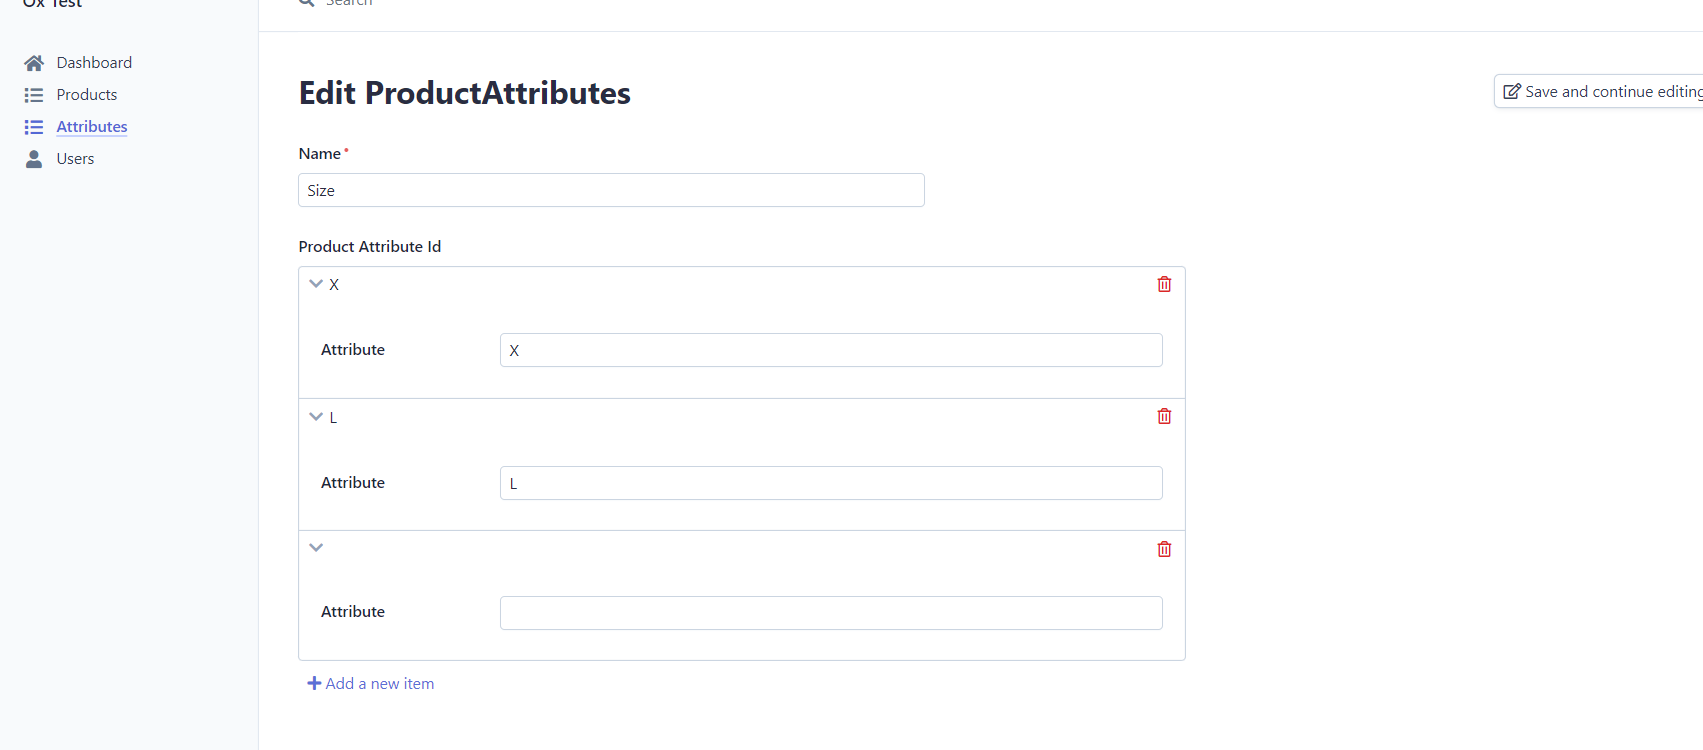 Ox Test
Search
Dashboard
Products
Attributes
Users
Edit ProductAttributes
Save and continue editing
Name*
Size
Product Attribute Id
X
Attribute
X
L
Attribute
L
Attribute
Add a new item